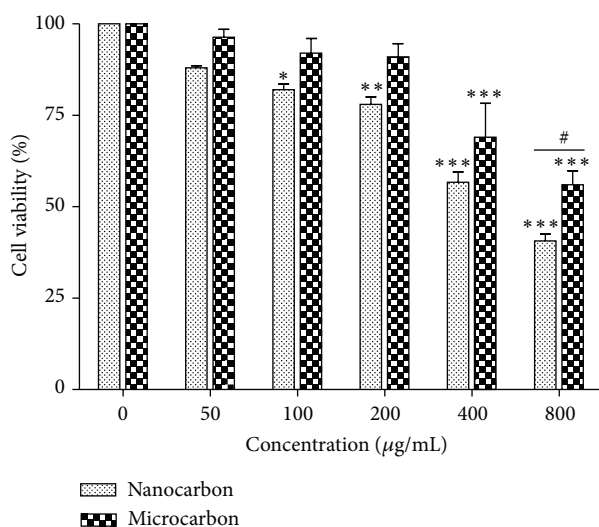 100
75
50
25
0
Cell viability (%)
*
**
***
***
#
***
***
0 50 100 200 400 800
Concentration (μg/mL)
Nanocarbon
Microcarbon